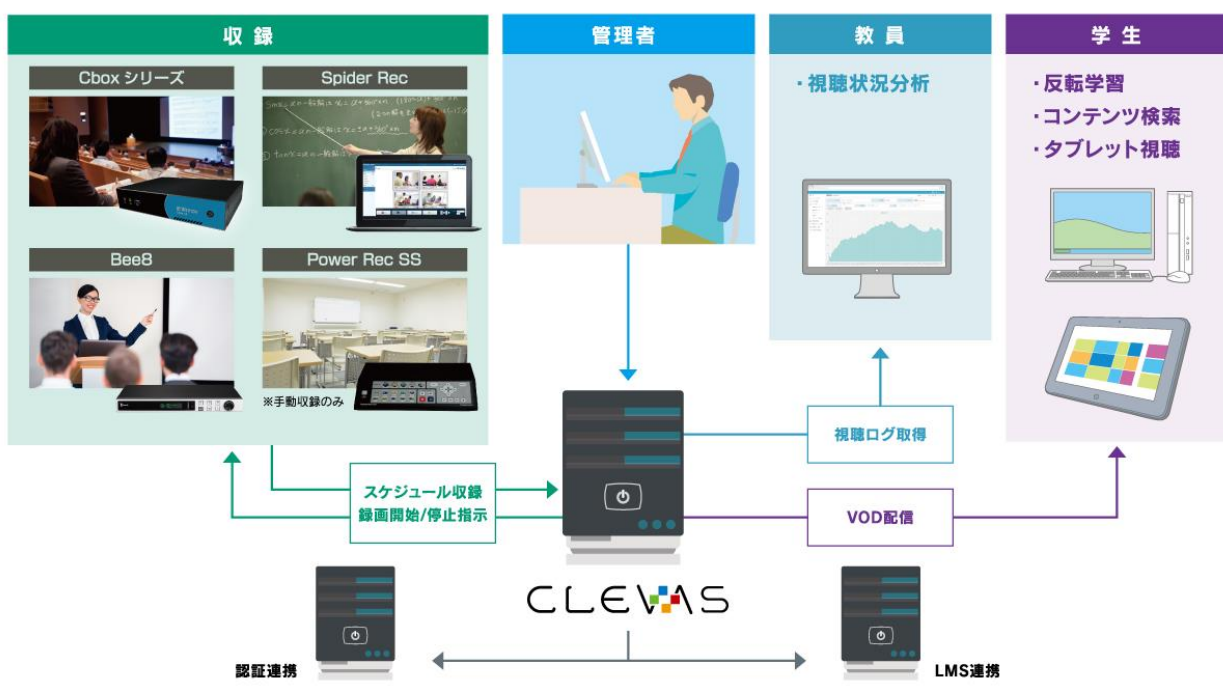 収 録
管理者
教 員
学 生
Cbox シリーズ
Spider Rec
・視聴状況分析
・反転学習
・コンテンツ検索
・タブレット視聴
Bee8
Power Rec SS
※手動収録のみ
視聴ログ取得
スケジュール収録
録画開始/停止指示
VOD配信
CLEVAS
認証連携
LMS連携